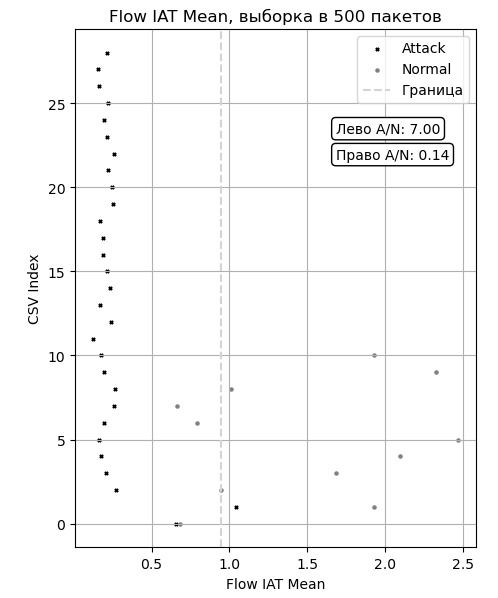 Flow IAT Mean, выборка в 500 пакетов
Attack
Normal
Граница
Лево A/N: 7.00
Право A/N: 0.14
CSV Index
25
20
15
10
5
0
0.5
1.0
1.5
2.0
2.5
Flow IAT Mean